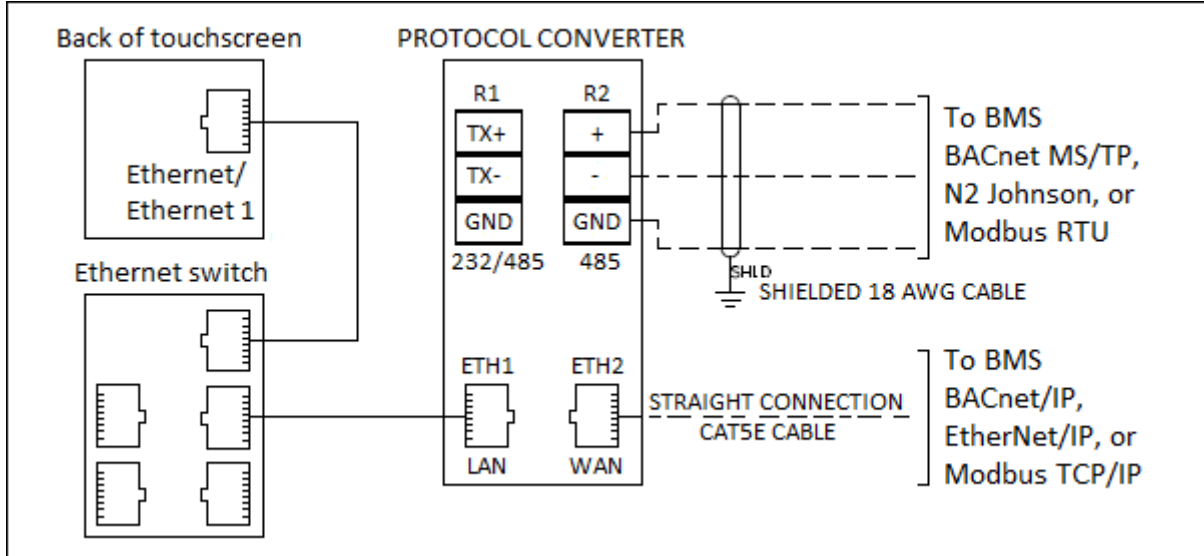 Back of touchscreen
Ethernet/
Ethernet 1
Ethernet switch
PROTOCOL CONVERTER
R1
R2
TX+
+
TX-
-
GND
GND
232/485
485
ETH1
ETH2
LAN
WAN
SHLD
SHIELDED 18 AWG CABLE
To BMS
BACnet MS/TP,
N2 Johnson, or
Modbus RTU
STRAIGHT CONNECTION
CAT5E CABLE
To BMS
BACnet/IP,
EtherNet/IP, or
Modbus TCP/IP